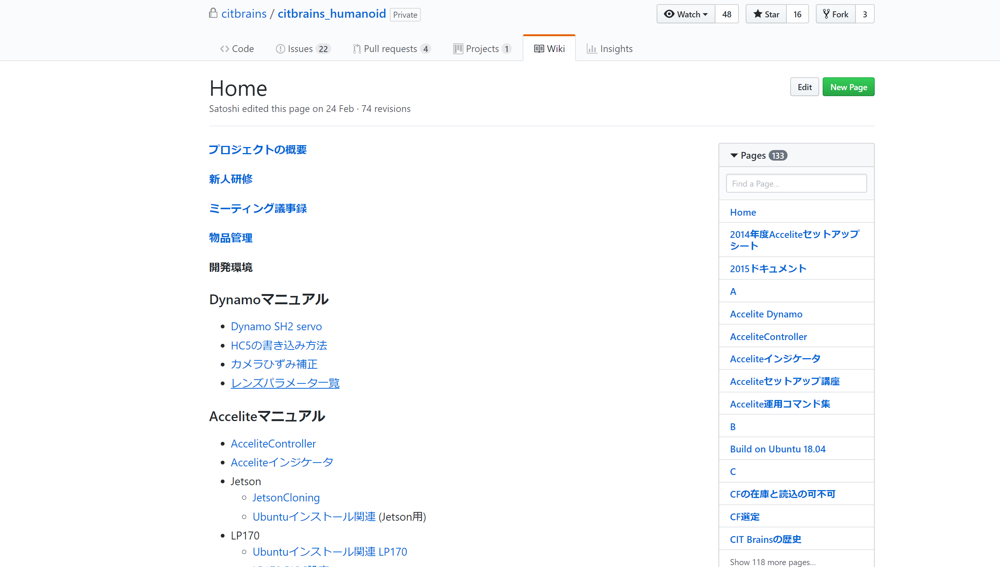 citbrains / citbrains_humanoid Private
Watch 48 Star 16 Fork 3
Code Issues 22 Pull requests 4 Projects 1 Wiki Insights
Home
Edit New Page
Satoshi edited this page on 24 Feb · 74 revisions
プロジェクトの概要
新人研修
ミーティング議事録
物品管理
開発環境
Dynamoマニュアル
Dynamo SH2 servo
HC5の書き込み方法
カメラひずみ補正
レンズパラメーター覧
Acceliteマニュアル
AcceliteController
Acceliteインジケータ
Jetson
JetsonCloning
Ubuntuインストール関連 (Jetson用)
LP170
Ubuntuインストール関連 LP170
Pages 133
Find a Page...
Home
2014年度Acceliteセットアップ
シート
2015ドキュメント
A
Accelite Dynamo
AcceliteController
Acceliteインジケータ
Acceliteセットアップ講座
Accelite運用コマンド集
B
Build on Ubuntu 18.04
C
CFの在庫と読込の可不可
CF選定
CIT Brainsの歴史
Show 118 more pages...